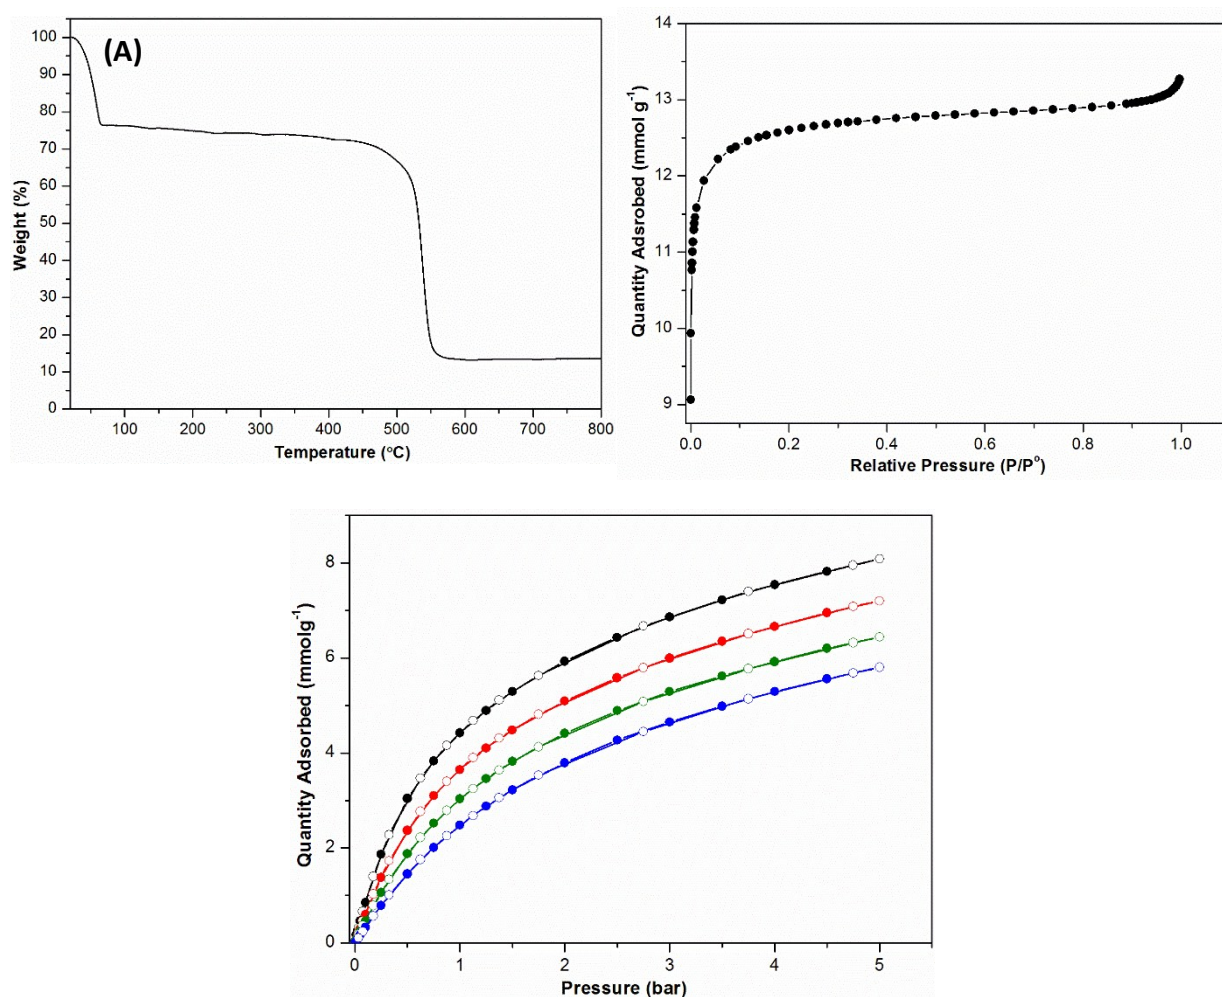 (A)
Weight (%)
100
90
80
70
60
50
40
30
20
10
0
100 200 300 400 500 600 700 800
Temperature (°C)
Quantity Adsrobed (mmol g⁻¹)
14
13
12
11
10
9
0.0 0.2 0.4 0.6 0.8 1.0
Relative Pressure (P/P°)
Quantity Adsorbed (mmolg⁻¹)
8
6
4
2
0
0 1 2 3 4 5
Pressure (bar)